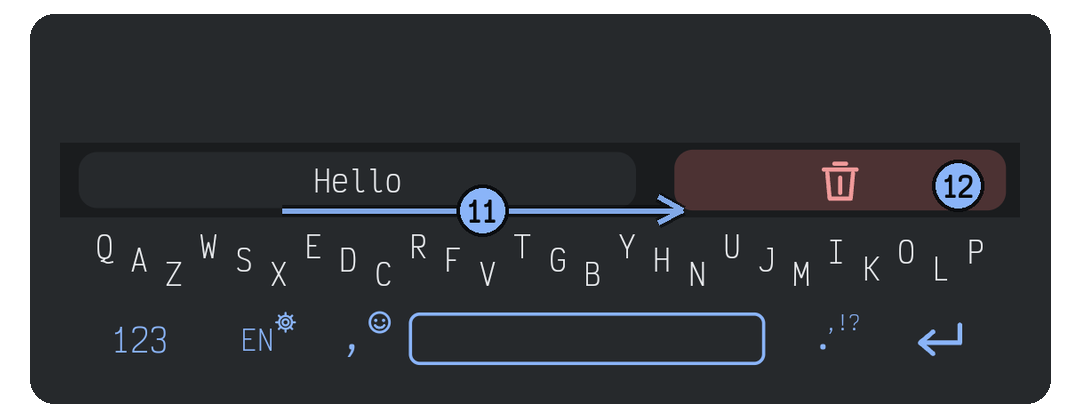 Hello
11
12
Q A Z W S X E D C R F V T G B Y H N U J M I K O L P
123 EN , . ,!?